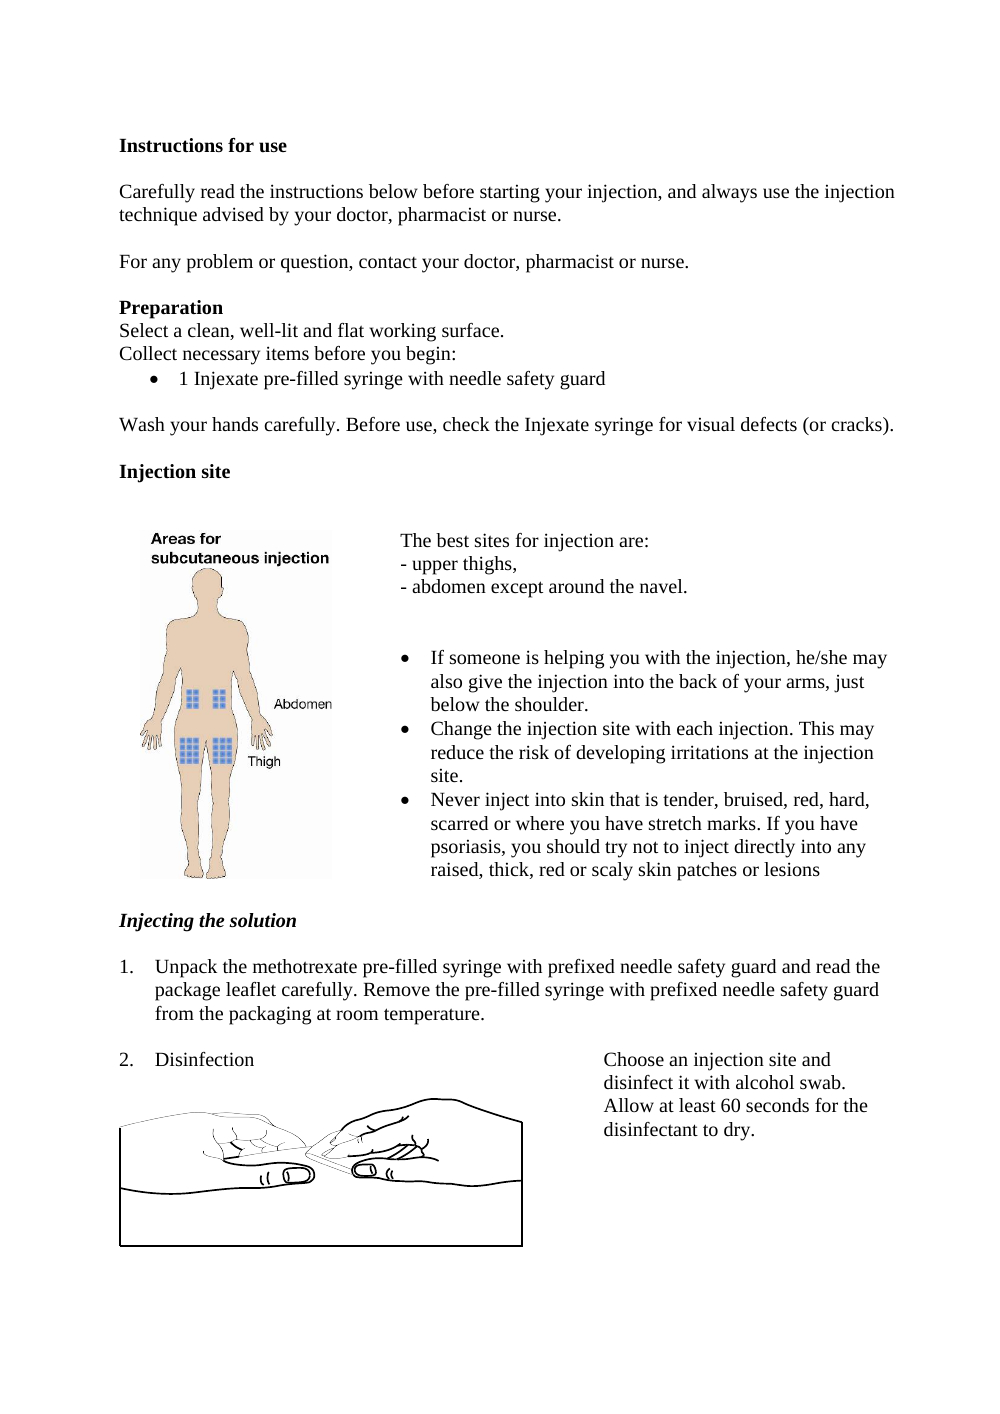 Instructions for use
Carefully read the instructions below before starting your injection, and always use the injection
technique advised by your doctor, pharmacist or nurse.
For any problem or question, contact your doctor, pharmacist or nurse.
Preparation
Select a clean, well-lit and flat working surface.
Collect necessary items before you begin:
• 1 Injexate pre-filled syringe with needle safety guard
Wash your hands carefully. Before use, check the Injexate syringe for visual defects (or cracks).
Injection site
Areas for
subcutaneous injection
Abdomen
Thigh
The best sites for injection are:
- upper thighs,
- abdomen except around the navel.
• If someone is helping you with the injection, he/she may
also give the injection into the back of your arms, just
below the shoulder.
• Change the injection site with each injection. This may
reduce the risk of developing irritations at the injection
site.
• Never inject into skin that is tender, bruised, red, hard,
scarred or where you have stretch marks. If you have
psoriasis, you should try not to inject directly into any
raised, thick, red or scaly skin patches or lesions
Injecting the solution
1. Unpack the methotrexate pre-filled syringe with prefixed needle safety guard and read the
package leaflet carefully. Remove the pre-filled syringe with prefixed needle safety guard
from the packaging at room temperature.
2. Disinfection
Choose an injection site and
disinfect it with alcohol swab.
Allow at least 60 seconds for the
disinfectant to dry.